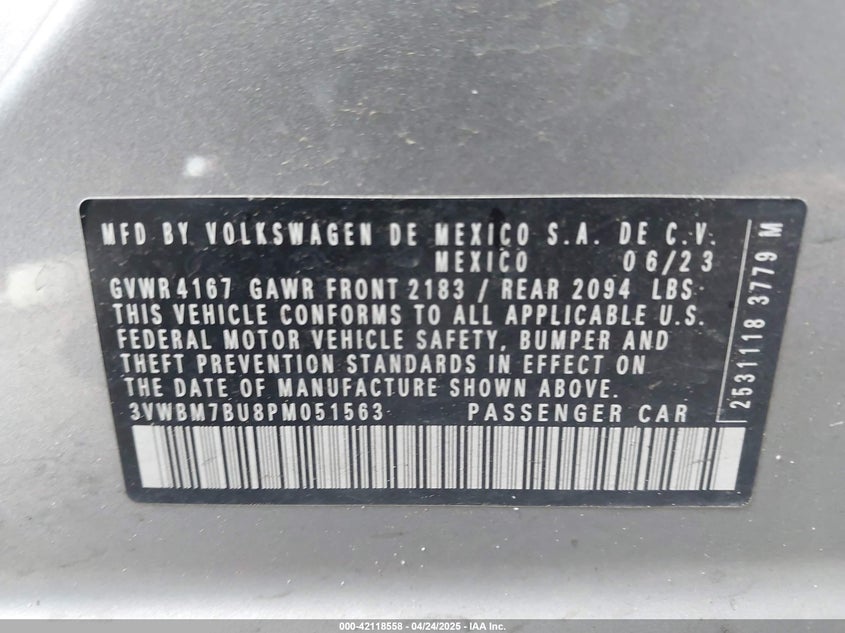 MFD BY VOLKSWAGEN DE MEXICO S.A. DE C.V.
MEXICO 06/23
GVWR 4167 GAWR FRONT 2183 / REAR 2094 LBS
THIS VEHICLE CONFORMS TO ALL APPLICABLE U.S.
FEDERAL MOTOR VEHICLE SAFETY, BUMPER AND
THEFT PREVENTION STANDARDS IN EFFECT ON
THE DATE OF MANUFACTURE SHOWN ABOVE.
3VWBM7BU8PM051563 PASSENGER CAR
2531118 3779 M
000-42118558 - 04/24/2025 - IAA Inc.